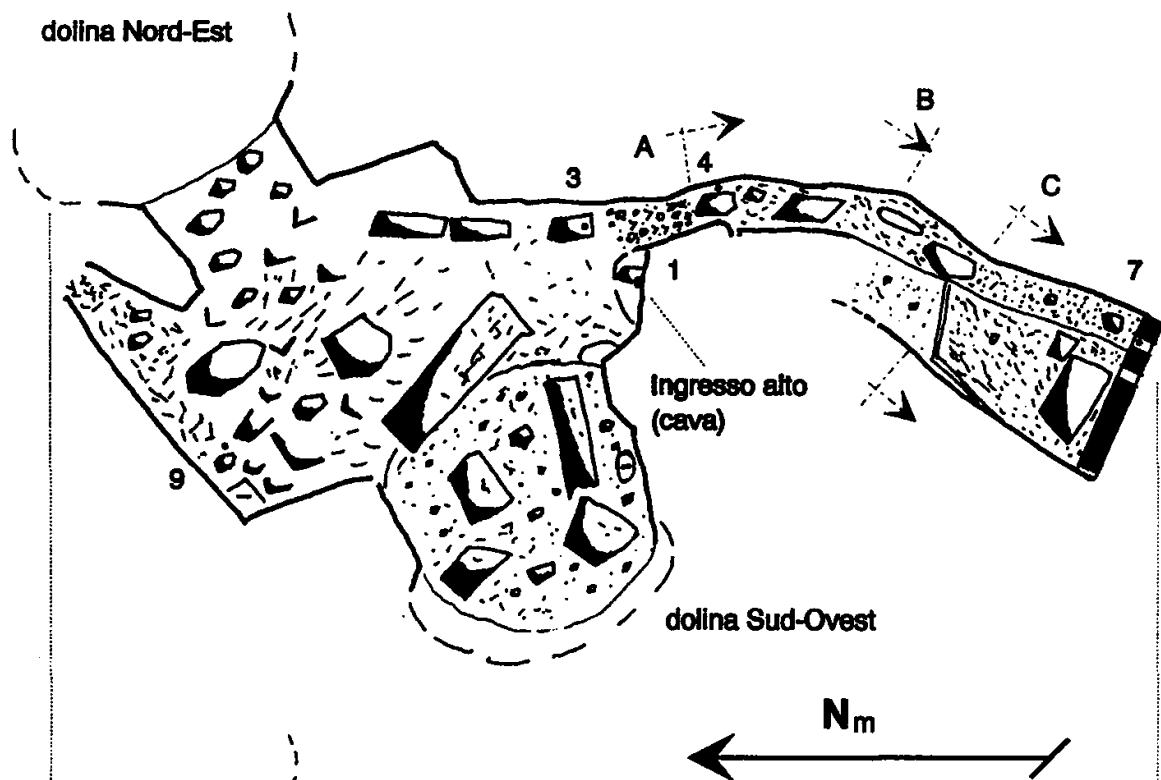 dolina Nord-Est
B
A
4
3
C
1
7
Ingresso alto
(cava)
9
dolina Sud-Ovest
Nm